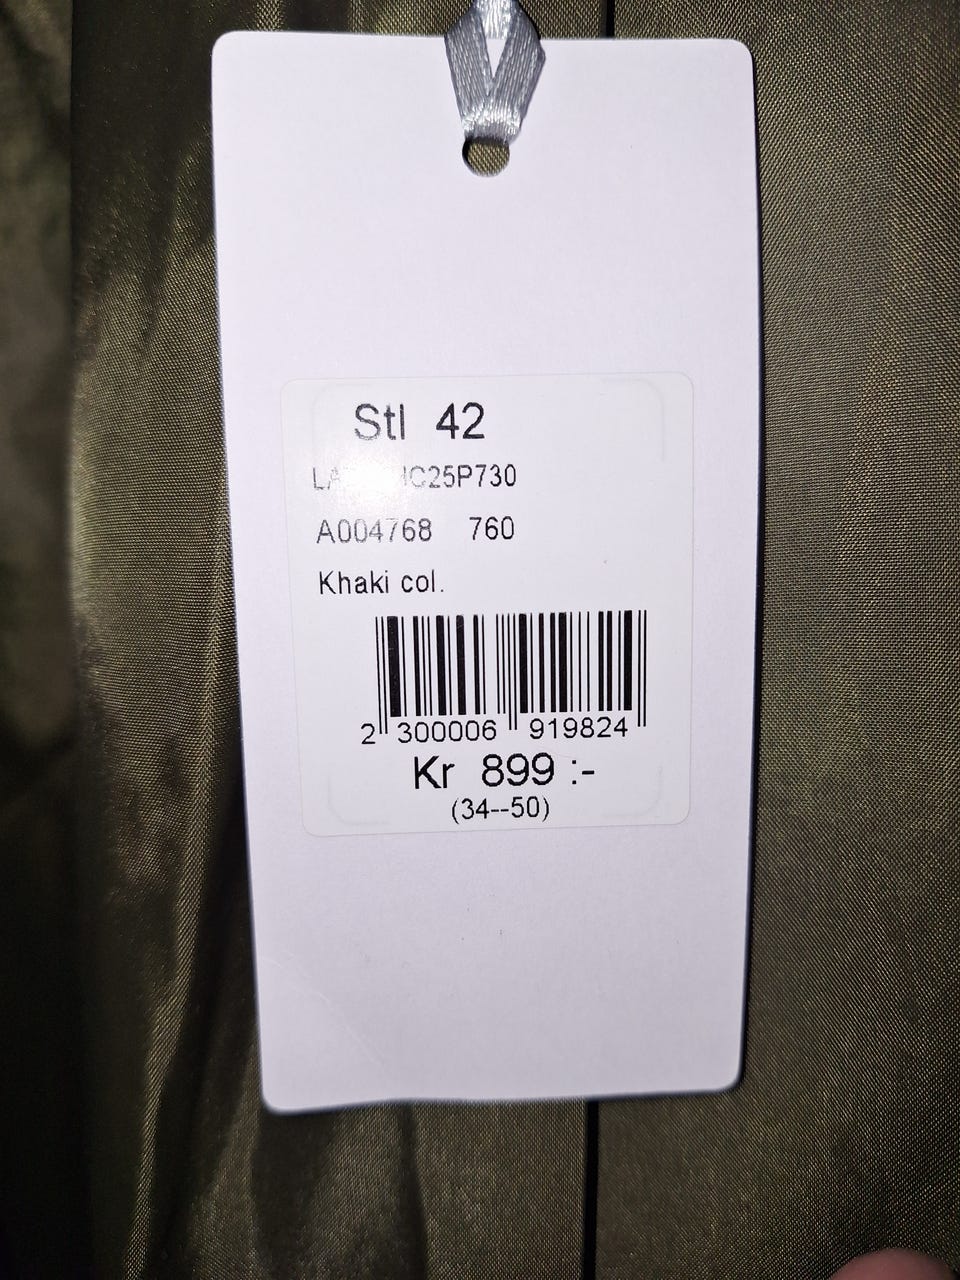 Stl 42
A004768 760
Khaki col.
2 300006 919824
Kr 899 :-
(34--50)